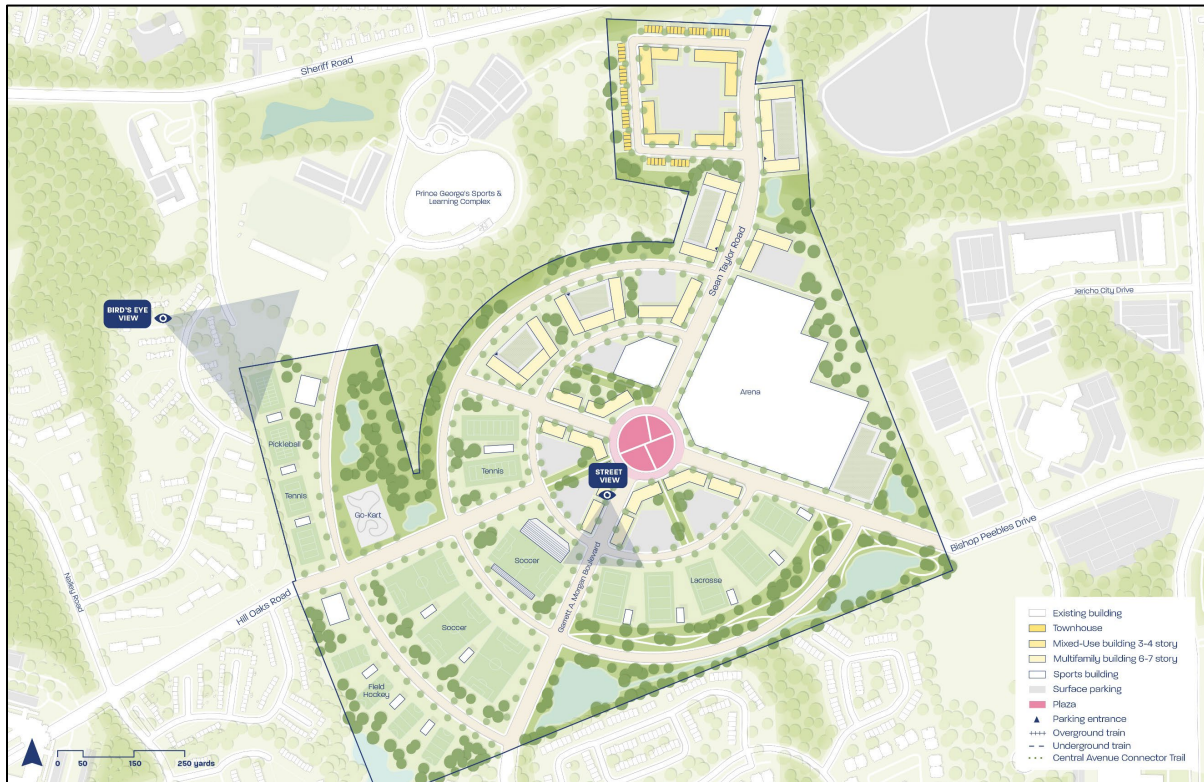 Sheriff Road
Prince George's Sports &
Learning Complex
Sean Taylor Road
Jericho City Drive
BIRD'S EYE
VIEW
Arena
Pickleball
Tennis
STREET
VIEW
Tennis
Go-Kart
Bishop Peebles Drive
Soccer
Nalley Road
Garrett A. Morgan Boulevard
Lacrosse
Hill Oaks Road
Soccer
Field
Hockey
Existing building
Townhouse
Mixed-Use building 3-4 story
Multifamily building 6-7 story
Sports building
Surface parking
Plaza
Parking entrance
Overground train
Underground train
Central Avenue Connector Trail
0 50 150 250 yards